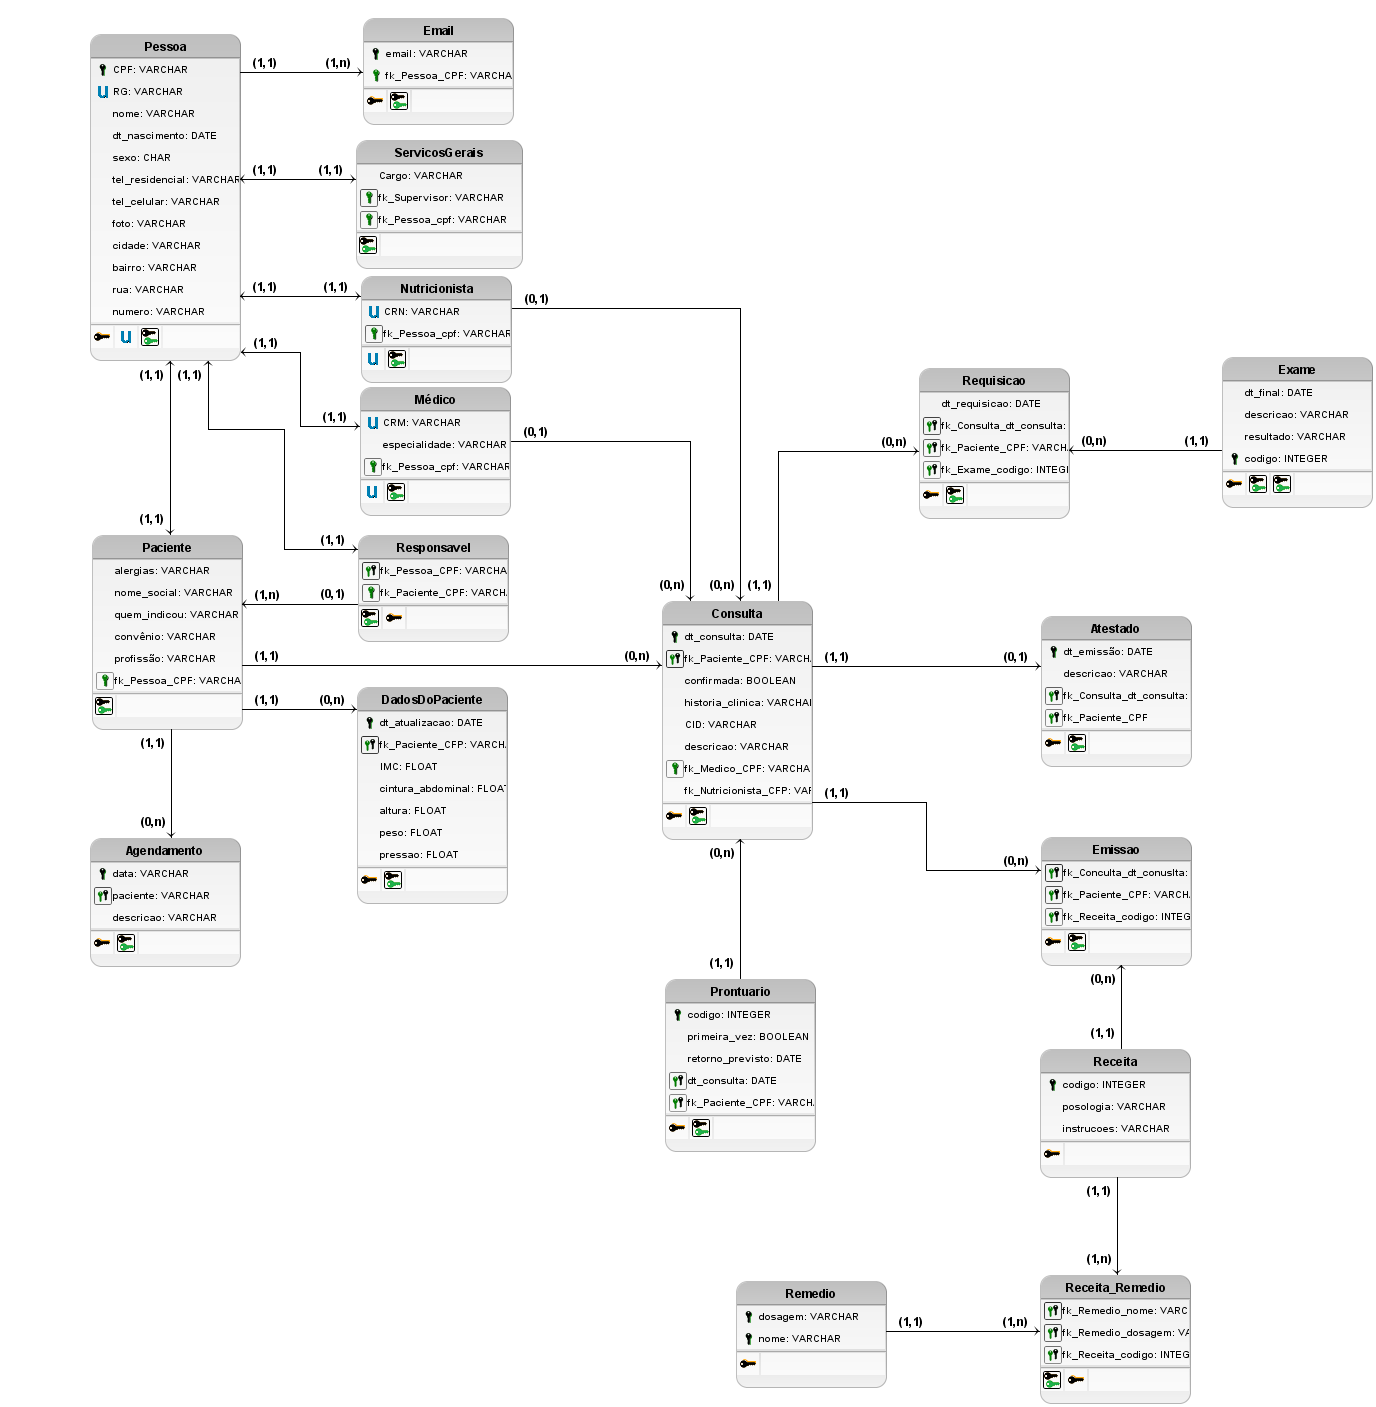 Pessoa
CPF: VARCHAR
RG: VARCHAR
nome: VARCHAR
dt_nascimento: DATE
sexo: CHAR
tel_residencial: VARCHAR
tel_celular: VARCHAR
foto: VARCHAR
cidade: VARCHAR
bairro: VARCHAR
rua: VARCHAR
numero: VARCHAR
(1,1)
(1,n)
Email
email: VARCHAR
fk_Pessoa_CPF: VARCHA
(1,1)
(1,1)
ServicosGerais
Cargo: VARCHAR
fk_Supervisor: VARCHAR
fk_Pessoa_cpf: VARCHAR
(1,1)
(1,1)
Nutricionista
CRN: VARCHAR
fk_Pessoa_cpf: VARCHAR
(0,1)
(1,1)
(1,1)
Médico
CRM: VARCHAR
especialidade: VARCHAR
fk_Pessoa_cpf: VARCHAR
(0,1)
(1,1)
(1,1)
(1,1)
(1,1)
Paciente
alergias: VARCHAR
nome_social: VARCHAR
quem_indicou: VARCHAR
convênio: VARCHAR
profissão: VARCHAR
fk_Pessoa_CPF: VARCHA
Responsavel
fk_Pessoa_CPF: VARCHA
fk_Paciente_CPF: VARCH
(1,n)
(0,1)
(1,1)
(0,n)
(1,1)
(0,n)
DadosDoPaciente
dt_atualizacao: DATE
fk_Paciente_CFP: VARCH
IMC: FLOAT
cintura_abdominal: FLOAT
altura: FLOAT
peso: FLOAT
pressao: FLOAT
(1,1)
(0,n)
Agendamento
data: VARCHAR
paciente: VARCHAR
descricao: VARCHAR
(0,n)
(0,n)
(1,1)
Consulta
dt_consulta: DATE
fk_Paciente_CPF: VARCH
confirmada: BOOLEAN
historia_clinica: VARCHA
CID: VARCHAR
descricao: VARCHAR
fk_Medico_CPF: VARCHA
fk_Nutricionista_CFP: VAR
(0,n)
Requisicao
dt_requisicao: DATE
fk_Consulta_dt_consulta:
fk_Paciente_CPF: VARCH
fk_Exame_codigo: INTEGI
(0,n)
(1,1)
Exame
dt_final: DATE
descricao: VARCHAR
resultado: VARCHAR
codigo: INTEGER
(1,1)
(0,1)
Atestado
dt_emissão: DATE
descricao: VARCHAR
fk_Consulta_dt_consulta:
fk_Paciente_CPF
(1,1)
(0,n)
Emissao
fk_Conculta_dt_conuslta:
fk_Paciente_CPF: VARCH
fk_Receita_codigo: INTEG
(0,n)
(1,1)
Prontuario
codigo: INTEGER
primeira_vez: BOOLEAN
retorno_previsto: DATE
dt_consulta: DATE
fk_Paciente_CPF: VARCH
(0,n)
(1,1)
Receita
codigo: INTEGER
posologia: VARCHAR
instrucoes: VARCHAR
(1,1)
(1,n)
Remedio
dosagem: VARCHAR
nome: VARCHAR
(1,1)
(1,n)
Receita_Remedio
fk_Remedio_nome: VARC
fk_Remedio_dosagem: VA
fk_Receita_codigo: INTEG